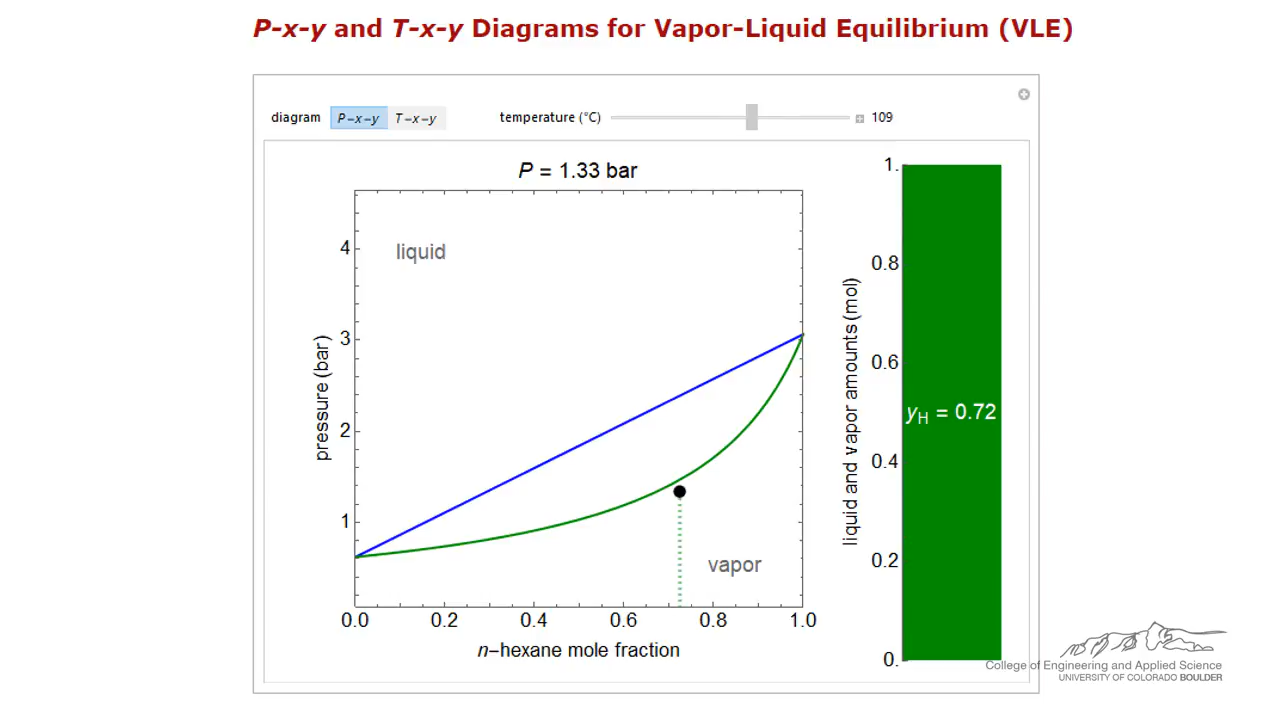 P-x-y and T-x-y Diagrams for Vapor-Liquid Equilibrium (VLE)
diagram P-x-y T-x-y temperature (°C) 109
P = 1.33 bar
liquid
vapor
pressure (bar)
4
3
2
1
0.0 0.2 0.4 0.6 0.8 1.0
n-hexane mole fraction
liquid and vapor amounts (mol)
1.
0.8
0.6
0.4
0.2
0.
yH = 0.72
College of Engineering and Applied Science
UNIVERSITY OF COLORADO BOULDER